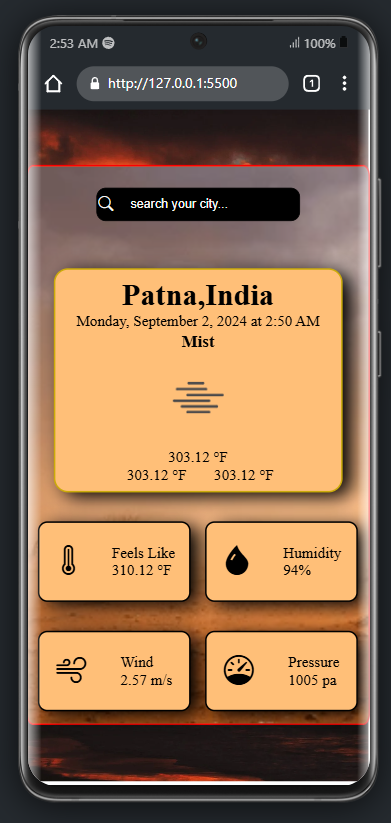 2:53 AM 100%
http://127.0.0.1:5500 1
search your city...
Patna,India
Monday, September 2, 2024 at 2:50 AM
Mist
303.12 °F
303.12 °F 303.12 °F
Feels Like
310.12 °F
Humidity
94%
Wind
2.57 m/s
Pressure
1005 pa